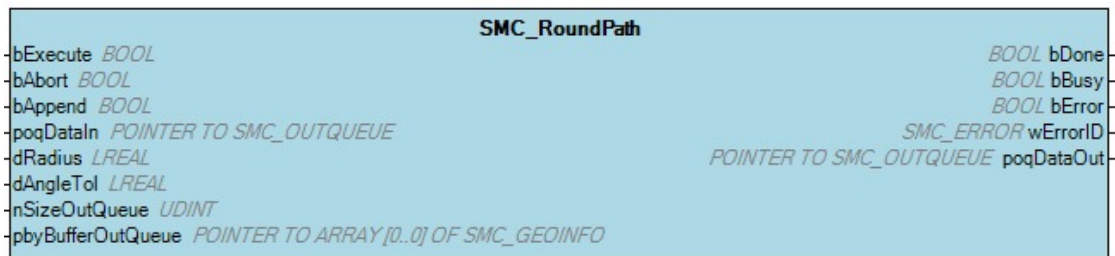 SMC_RoundPath
bExecute BOOL BOOL bDone
bAbort BOOL BOOL bBusy
bAppend BOOL BOOL bError
poqDataIn POINTER TO SMC_OUTQUEUE SMC_ERROR wErrorID
dRadius LREAL POINTER TO SMC_OUTQUEUE poqDataOut
dAngleTol LREAL
nSizeOutQueue UDINT
pbyBufferOutQueue POINTER TO ARRAY [0..0] OF SMC_GEOINFO